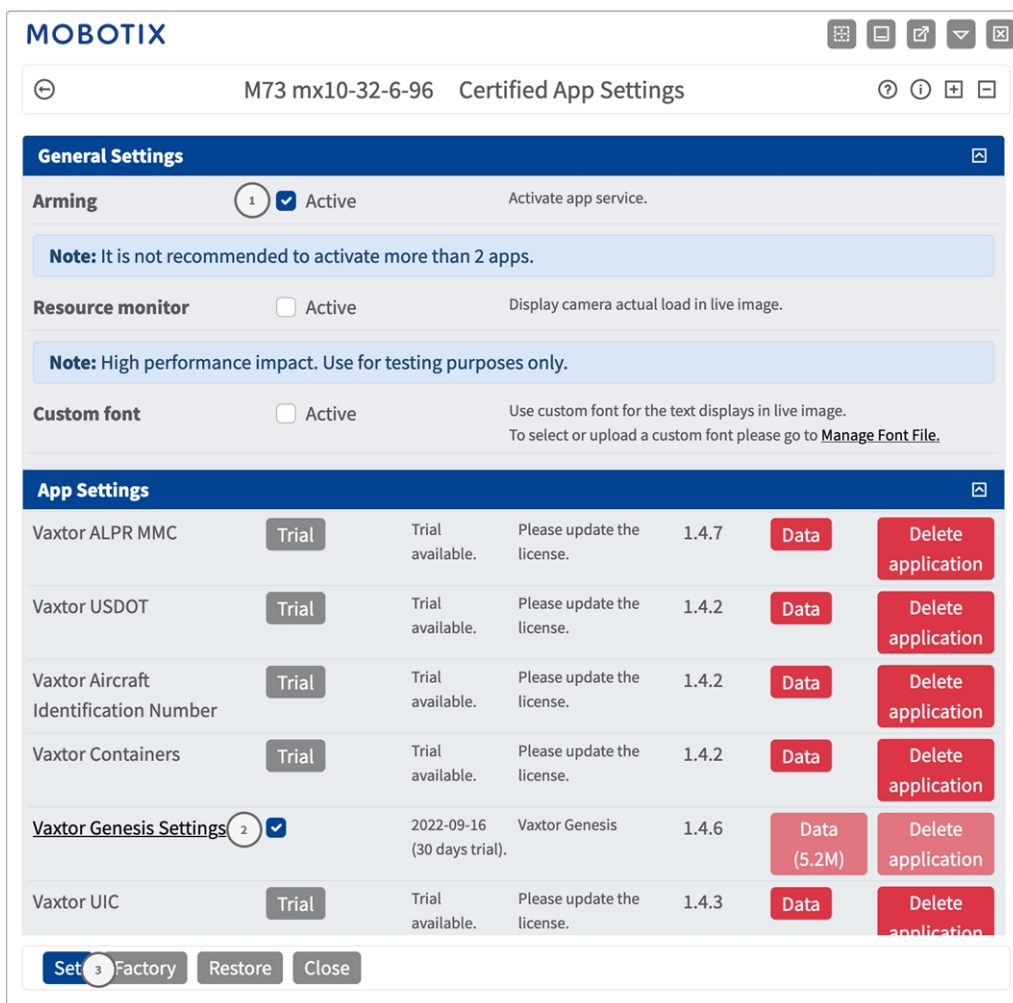 MOBOTIX
M73 mx10-32-6-96 Certified App Settings
General Settings
Arming 1 Active Activate app service.
Note: It is not recommended to activate more than 2 apps.
Resource monitor Active Display camera actual load in live image.
Note: High performance impact. Use for testing purposes only.
Custom font Active Use custom font for the text displays in live image.
To select or upload a custom font please go to Manage Font File.
App Settings
Vaxtor ALPR MMC Trial Trial available. Please update the license. 1.4.7 Data Delete application
Vaxtor USDOT Trial Trial available. Please update the license. 1.4.2 Data Delete application
Vaxtor Aircraft Identification Number Trial Trial available. Please update the license. 1.4.2 Data Delete application
Vaxtor Containers Trial Trial available. Please update the license. 1.4.2 Data Delete application
Vaxtor Genesis Settings 2 2022-09-16 (30 days trial). Vaxtor Genesis 1.4.6 Data (5.2M) Delete application
Vaxtor UIC Trial Trial available. Please update the license. 1.4.3 Data Delete application
Set 3 Factory Restore Close